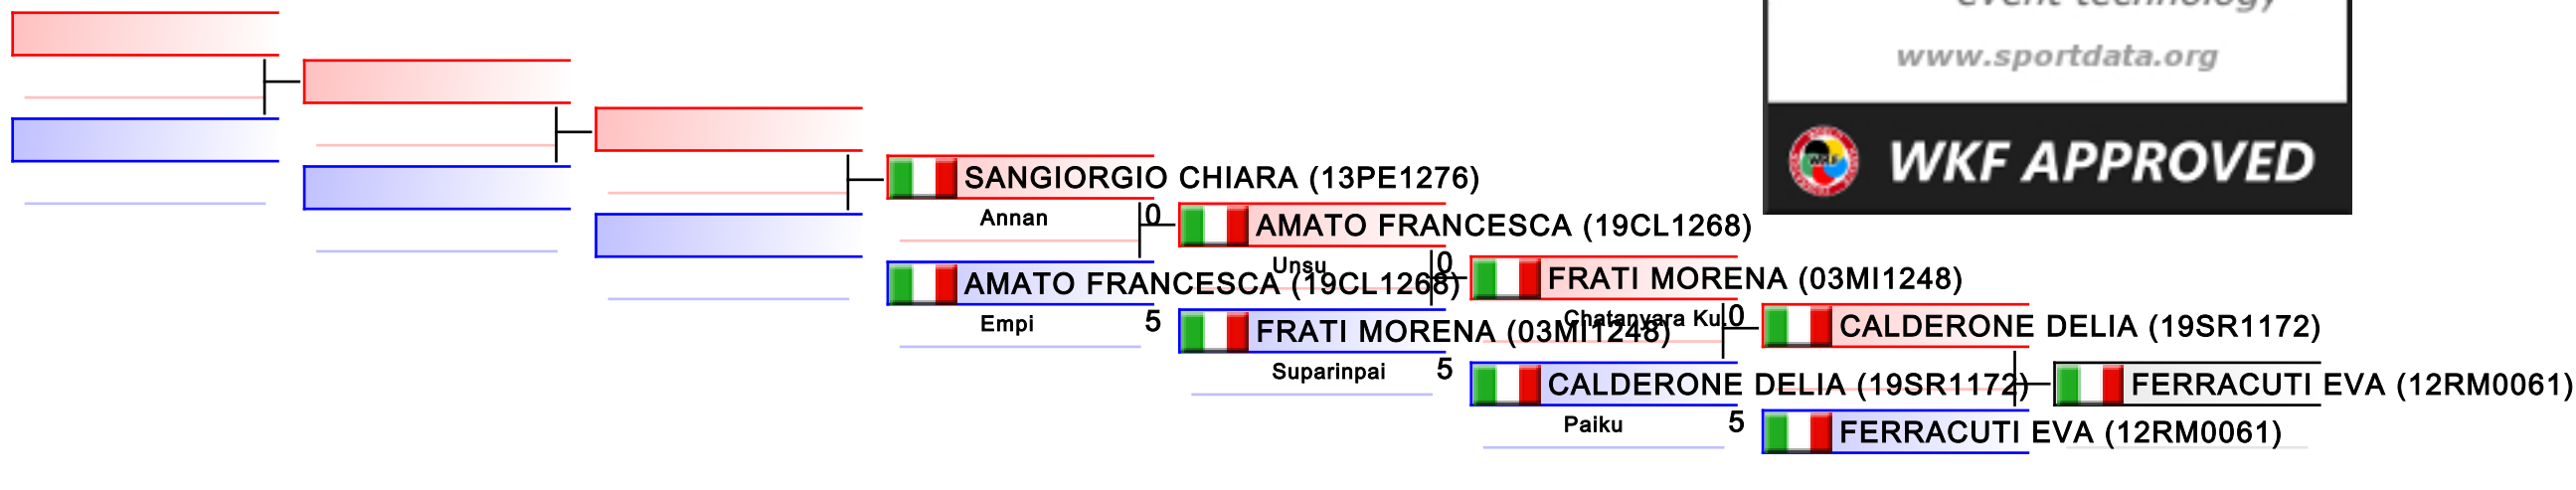 event technology
www.sportdata.org
WKF APPROVED
SANGIORGIO CHIARA (13PE1276)
Annan
0
AMATO FRANCESCA (19CL1268)
Empi
5
AMATO FRANCESCA (19CL1268)
Unsu
0
FRATI MORENA (03MI1248)
Suparinpai
5
FRATI MORENA (03MI1248)
Chatanyara Ku.
0
CALDERONE DELIA (19SR1172)
Paiku
5
CALDERONE DELIA (19SR1172)
FERRACUTI EVA (12RM0061)
FERRACUTI EVA (12RM0061)